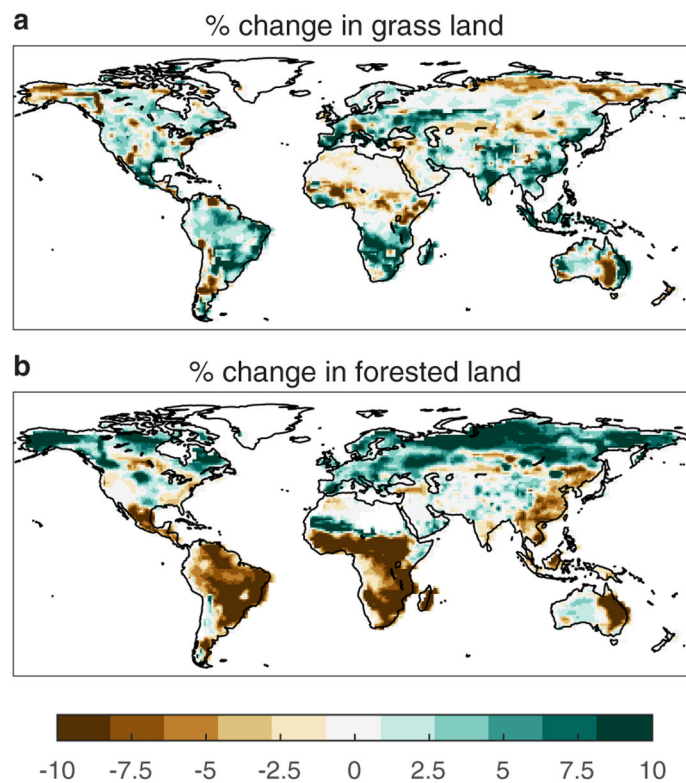 a
% change in grass land
b
% change in forested land
-10 -7.5 -5 -2.5 0 2.5 5 7.5 10